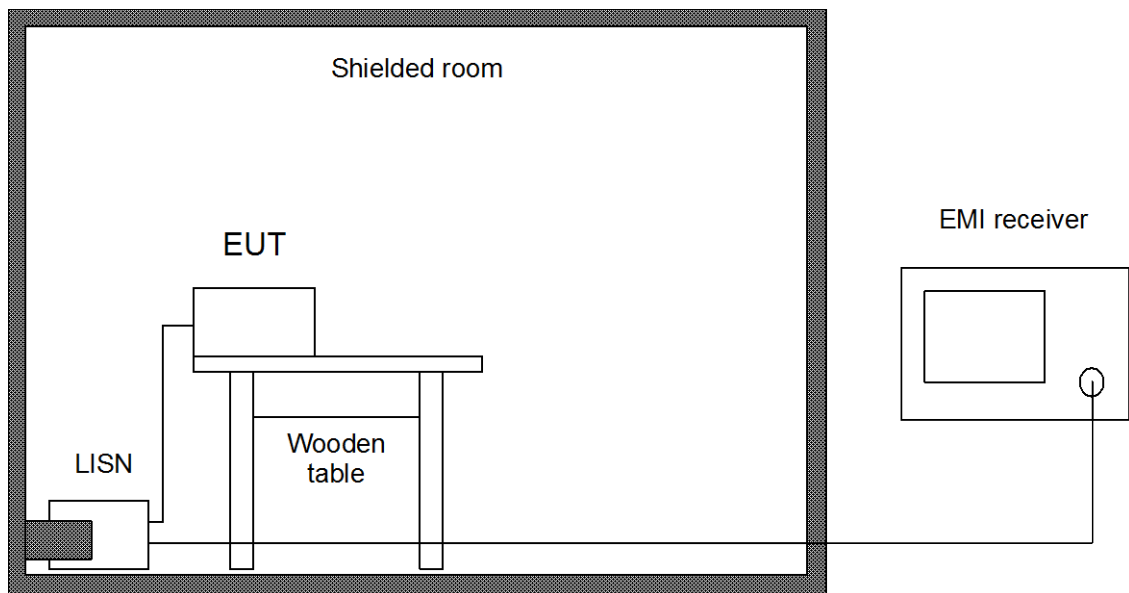 Shielded room
EMI receiver
EUT
Wooden
table
LISN